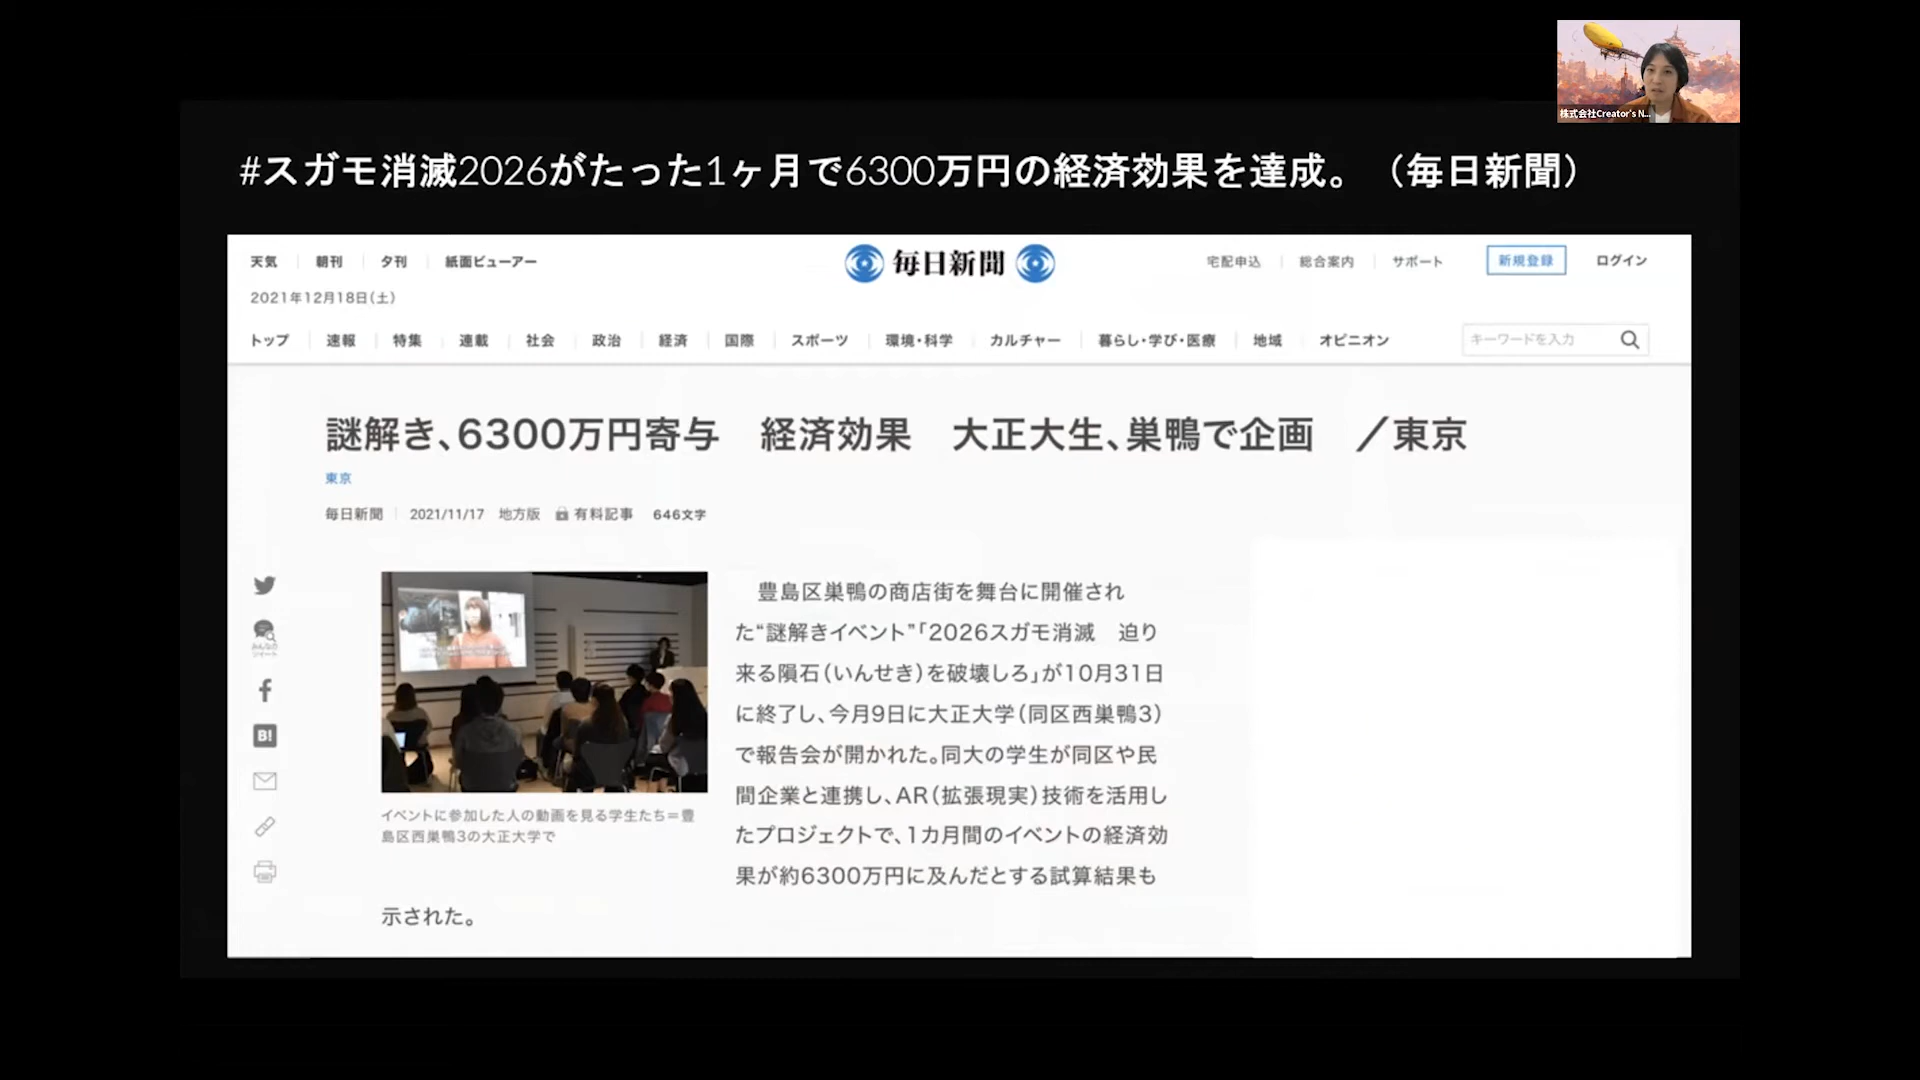 株式会社Creator's N...
#スガモ消滅2026がたった1ヶ月で6300万円の経済効果を達成。（毎日新聞）
天気 朝刊 夕刊 紙面ビューアー
毎日新聞
宅配申込 総合案内 サポート 新規登録 ログイン
2021年12月18日(土)
トップ 速報 特集 連載 社会 政治 経済 国際 スポーツ 環境・科学 カルチャー 暮らし・学び・医療 地域 オピニオン キーワードを入力
謎解き、6300万円寄与　経済効果　大正大生、巣鴨で企画　／東京
東京
毎日新聞 2021/11/17 地方版 有料記事 646文字
豊島区巣鴨の商店街を舞台に開催され
た“謎解きイベント”「2026スガモ消滅　迫り
来る隕石（いんせき）を破壊しろ」が10月31日
に終了し、今月9日に大正大学（同区西巣鴨3）
で報告会が開かれた。同大の学生が同区や民
間企業と連携し、AR（拡張現実）技術を活用し
たプロジェクトで、1カ月間のイベントの経済効
果が約6300万円に及んだとする試算結果も
示された。
みんなの
ツイート
B!
イベントに参加した人の動画を見る学生たち＝豊
島区西巣鴨3の大正大学で